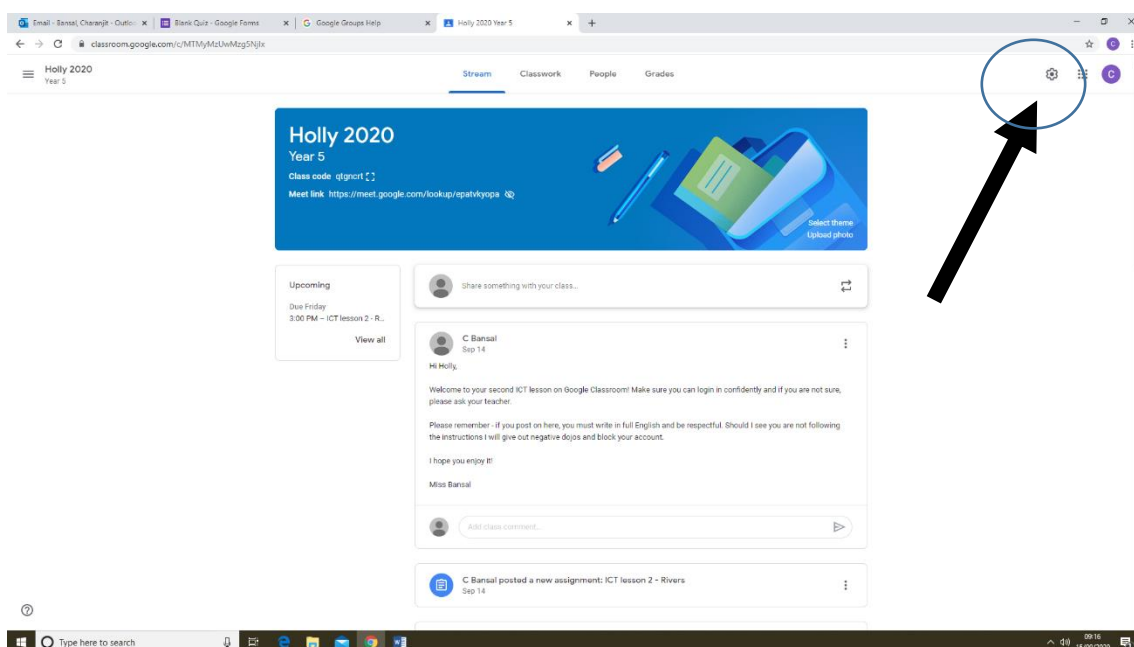 Email - Bansal, Charanjit - Outloo
Blank Quiz - Google Forms
Google Groups Help
Holly 2020 Year 5
classroom.google.com/c/MTMyMzUwMzg5Njlx
Holly 2020
Year 5
Stream
Classwork
People
Grades
C
Holly 2020
Year 5
Class code qtgncrt
Meet link https://meet.google.com/lookup/epatvkyopa
Select theme
Upload photo
Upcoming
Due Friday
3:00 PM – ICT lesson 2 - R...
View all
Share something with your class...
C Bansal
Sep 14
Hi Holly,
Welcome to your second ICT lesson on Google Classroom! Make sure you can login in confidently and if you are not sure,
please ask your teacher.
Please remember - if you post on here, you must write in full English and be respectful. Should I see you are not following
the instructions I will give out negative dojos and block your account.
I hope you enjoy it!
Miss Bansal
Add class comment...
C Bansal posted a new assignment: ICT lesson 2 - Rivers
Sep 14
Type here to search
09:16
15/09/2020